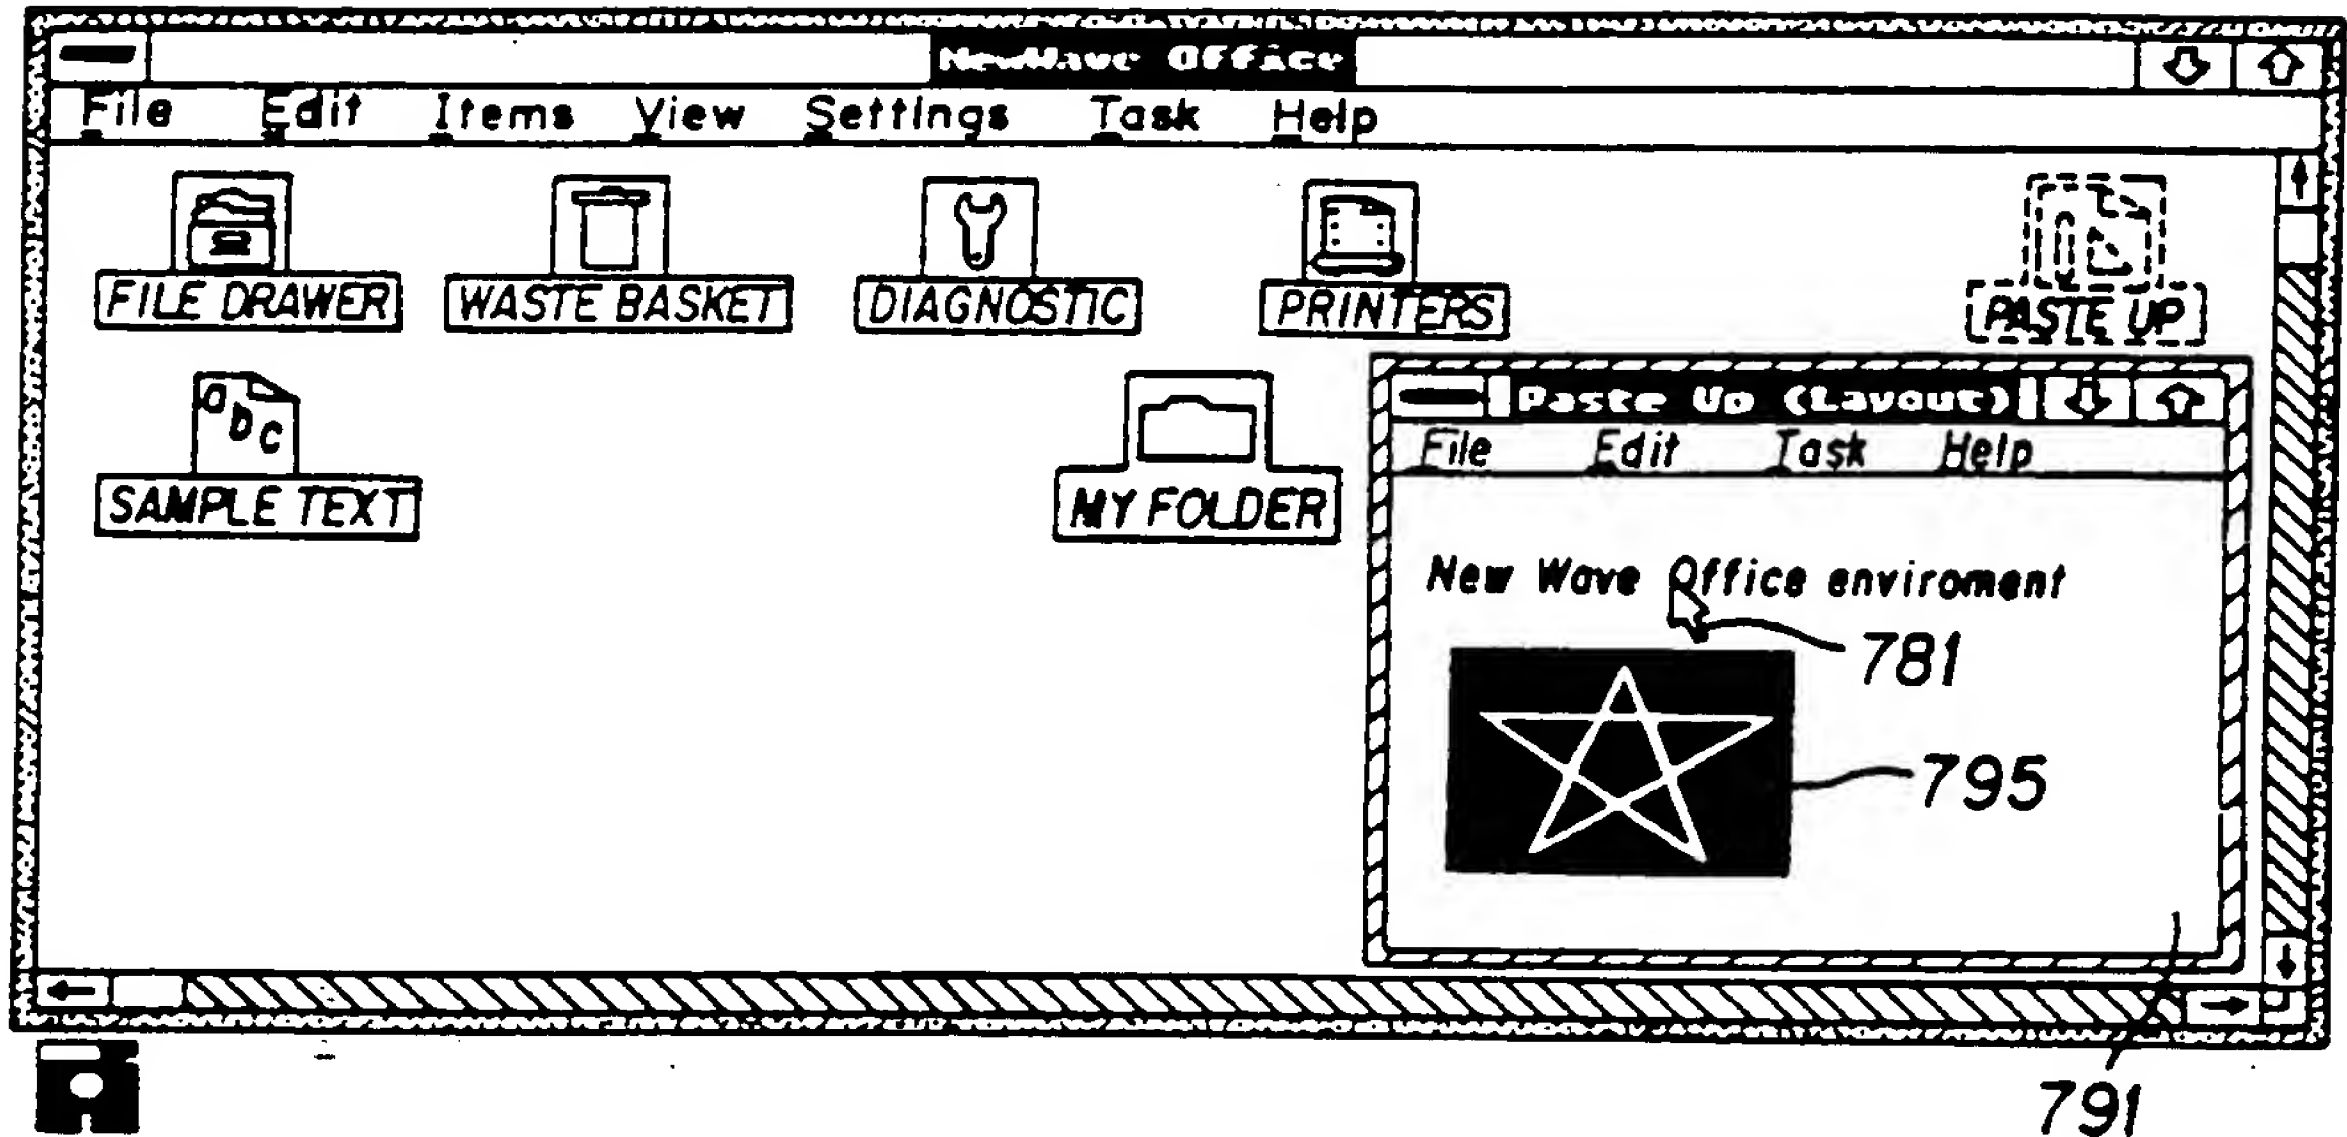 NewWave Office
File Edit Items View Settings Task Help
FILE DRAWER WASTE BASKET DIAGNOSTIC PRINTERS PASTE UP
abc
SAMPLE TEXT MY FOLDER
Paste Up (Layout)
File Edit Task Help
New Wave Office enviroment
781
795
791